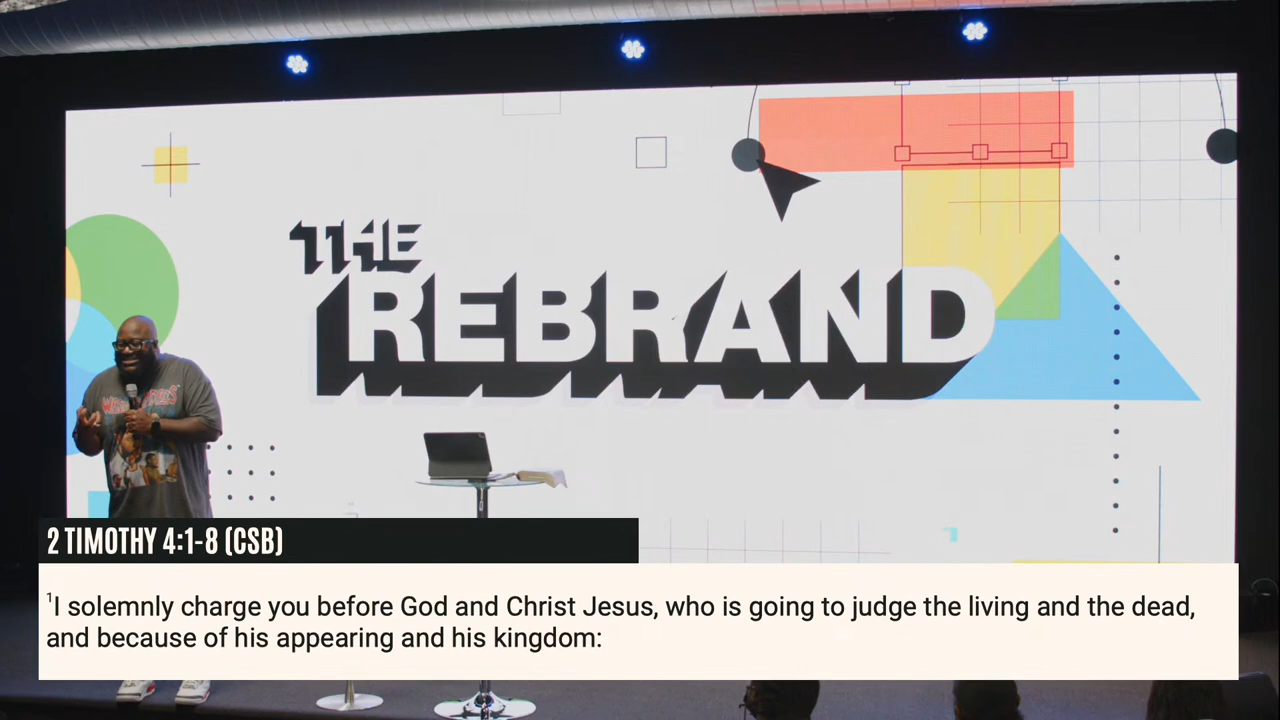 THE
REBRAND
2 TIMOTHY 4:1-8 (CSB)
¹I solemnly charge you before God and Christ Jesus, who is going to judge the living and the dead,
and because of his appearing and his kingdom: